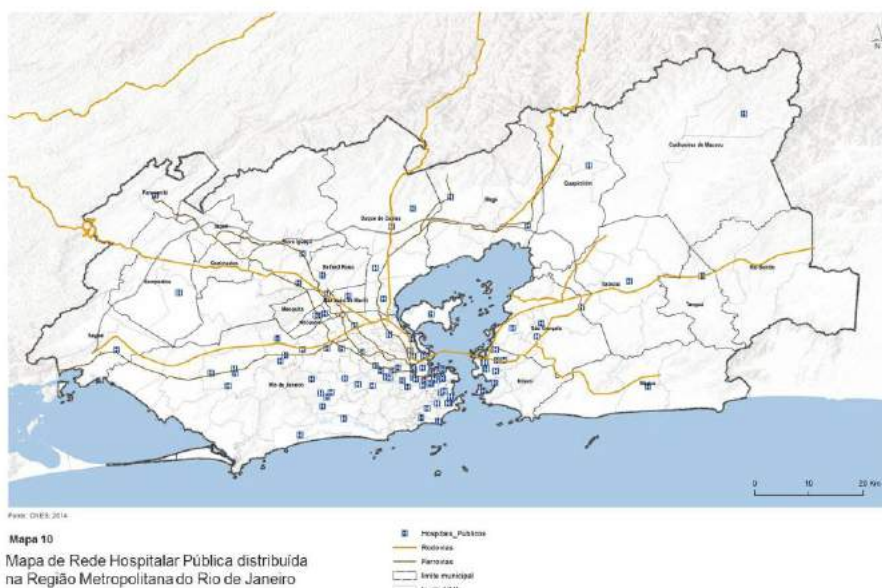 N
Cachoeiras de Macacu
Guapimirim
Paracambi
Magé
Duque de Caxias
Japeri
Nova Iguaçu
Queimados
Belford Roxo
Rio Bonito
Seropédica
Itaboraí
São João de Meriti
Tanguá
Mesquita
Nilópolis
São Gonçalo
Itaguaí
Rio de Janeiro
Niterói
Maricá
0 10 20 Km
Fonte: CNES, 2014
Mapa 10
Mapa de Rede Hospitalar Pública distribuída
na Região Metropolitana do Rio de Janeiro
H Hospitais_Publicos
Rodovias
Ferrovias
limite municipal